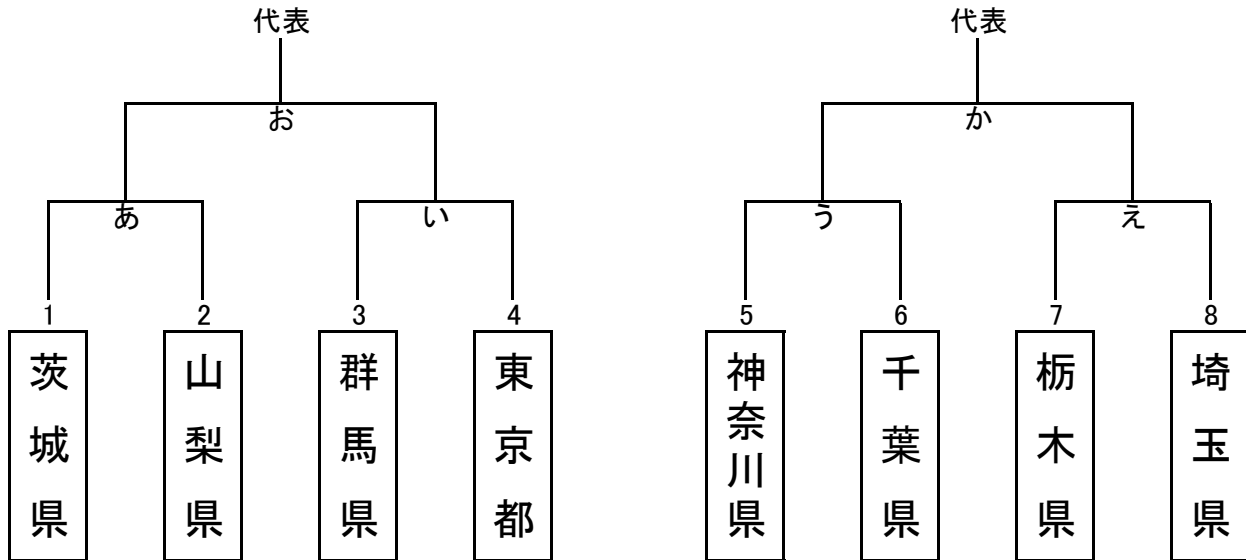 代表 代表
お か
あ い う え
1 2 3 4 5 6 7 8
茨城県 山梨県 群馬県 東京都 神奈川県 千葉県 栃木県 埼玉県